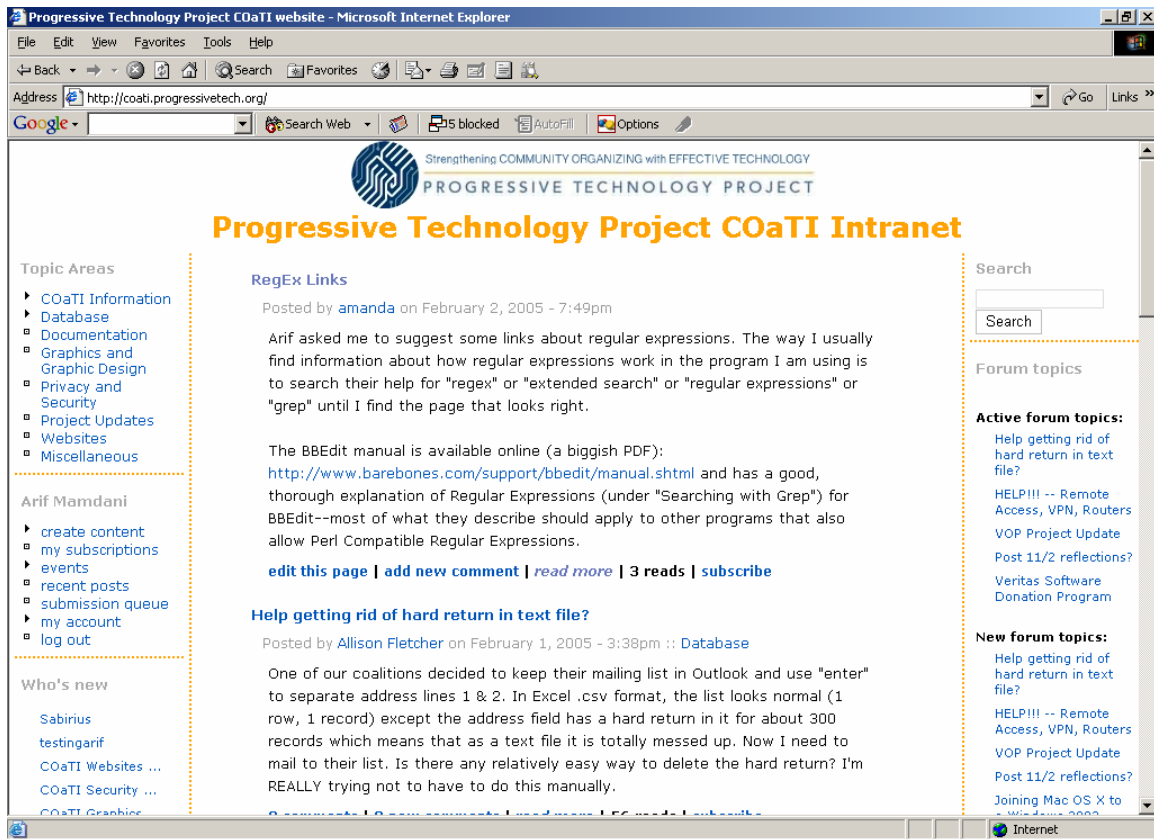 Progressive Technology Project COaTI website - Microsoft Internet Explorer
File Edit View Favorites Tools Help
Back Search Favorites
Address http://coati.progressivetech.org/ Go Links »
Google Search Web 5 blocked AutoFill Options
Strengthening COMMUNITY ORGANIZING with EFFECTIVE TECHNOLOGY
PROGRESSIVE TECHNOLOGY PROJECT
Progressive Technology Project COaTI Intranet
Topic Areas
COaTI Information
Database
Documentation
Graphics and
Graphic Design
Privacy and
Security
Project Updates
Websites
Miscellaneous
Arif Mamdani
create content
my subscriptions
events
recent posts
submission queue
my account
log out
Who's new
Sabirius
testingarif
COaTI Websites ...
COaTI Security ...
COaTI Graphics
RegEx Links
Posted by amanda on February 2, 2005 - 7:49pm
Arif asked me to suggest some links about regular expressions. The way I usually
find information about how regular expressions work in the program I am using is
to search their help for "regex" or "extended search" or "regular expressions" or
"grep" until I find the page that looks right.
The BBEdit manual is available online (a biggish PDF):
http://www.barebones.com/support/bbedit/manual.shtml and has a good,
thorough explanation of Regular Expressions (under "Searching with Grep") for
BBEdit--most of what they describe should apply to other programs that also
allow Perl Compatible Regular Expressions.
edit this page | add new comment | read more | 3 reads | subscribe
Help getting rid of hard return in text file?
Posted by Allison Fletcher on February 1, 2005 - 3:38pm :: Database
One of our coalitions decided to keep their mailing list in Outlook and use "enter"
to separate address lines 1 & 2. In Excel .csv format, the list looks normal (1
row, 1 record) except the address field has a hard return in it for about 300
records which means that as a text file it is totally messed up. Now I need to
mail to their list. Is there any relatively easy way to delete the hard return? I'm
REALLY trying not to have to do this manually.
comments | new comments | read more | 56 reads | subscribe
Search
Search
Forum topics
Active forum topics:
Help getting rid of
hard return in text
file?
HELP!!! -- Remote
Access, VPN, Routers
VOP Project Update
Post 11/2 reflections?
Veritas Software
Donation Program
New forum topics:
Help getting rid of
hard return in text
file?
HELP!!! -- Remote
Access, VPN, Routers
VOP Project Update
Post 11/2 reflections?
Joining Mac OS X to
a Windows 2003
Internet